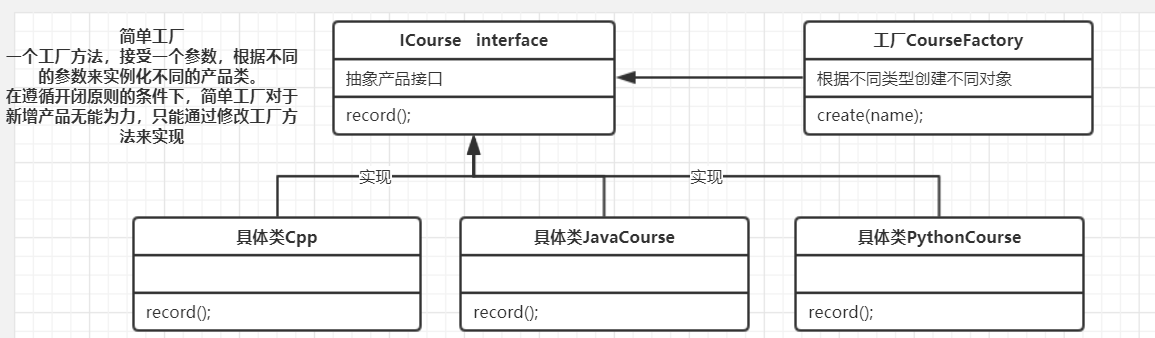 简单工厂
一个工厂方法，接受一个参数，根据不同
的参数来实例化不同的产品类。
在遵循开闭原则的条件下，简单工厂对于
新增产品无能为力，只能通过修改工厂方
法来实现
ICourse interface
抽象产品接口
record();
工厂CourseFactory
根据不同类型创建不同对象
create(name);
实现
实现
具体类Cpp
record();
具体类JavaCourse
record();
具体类PythonCourse
record();